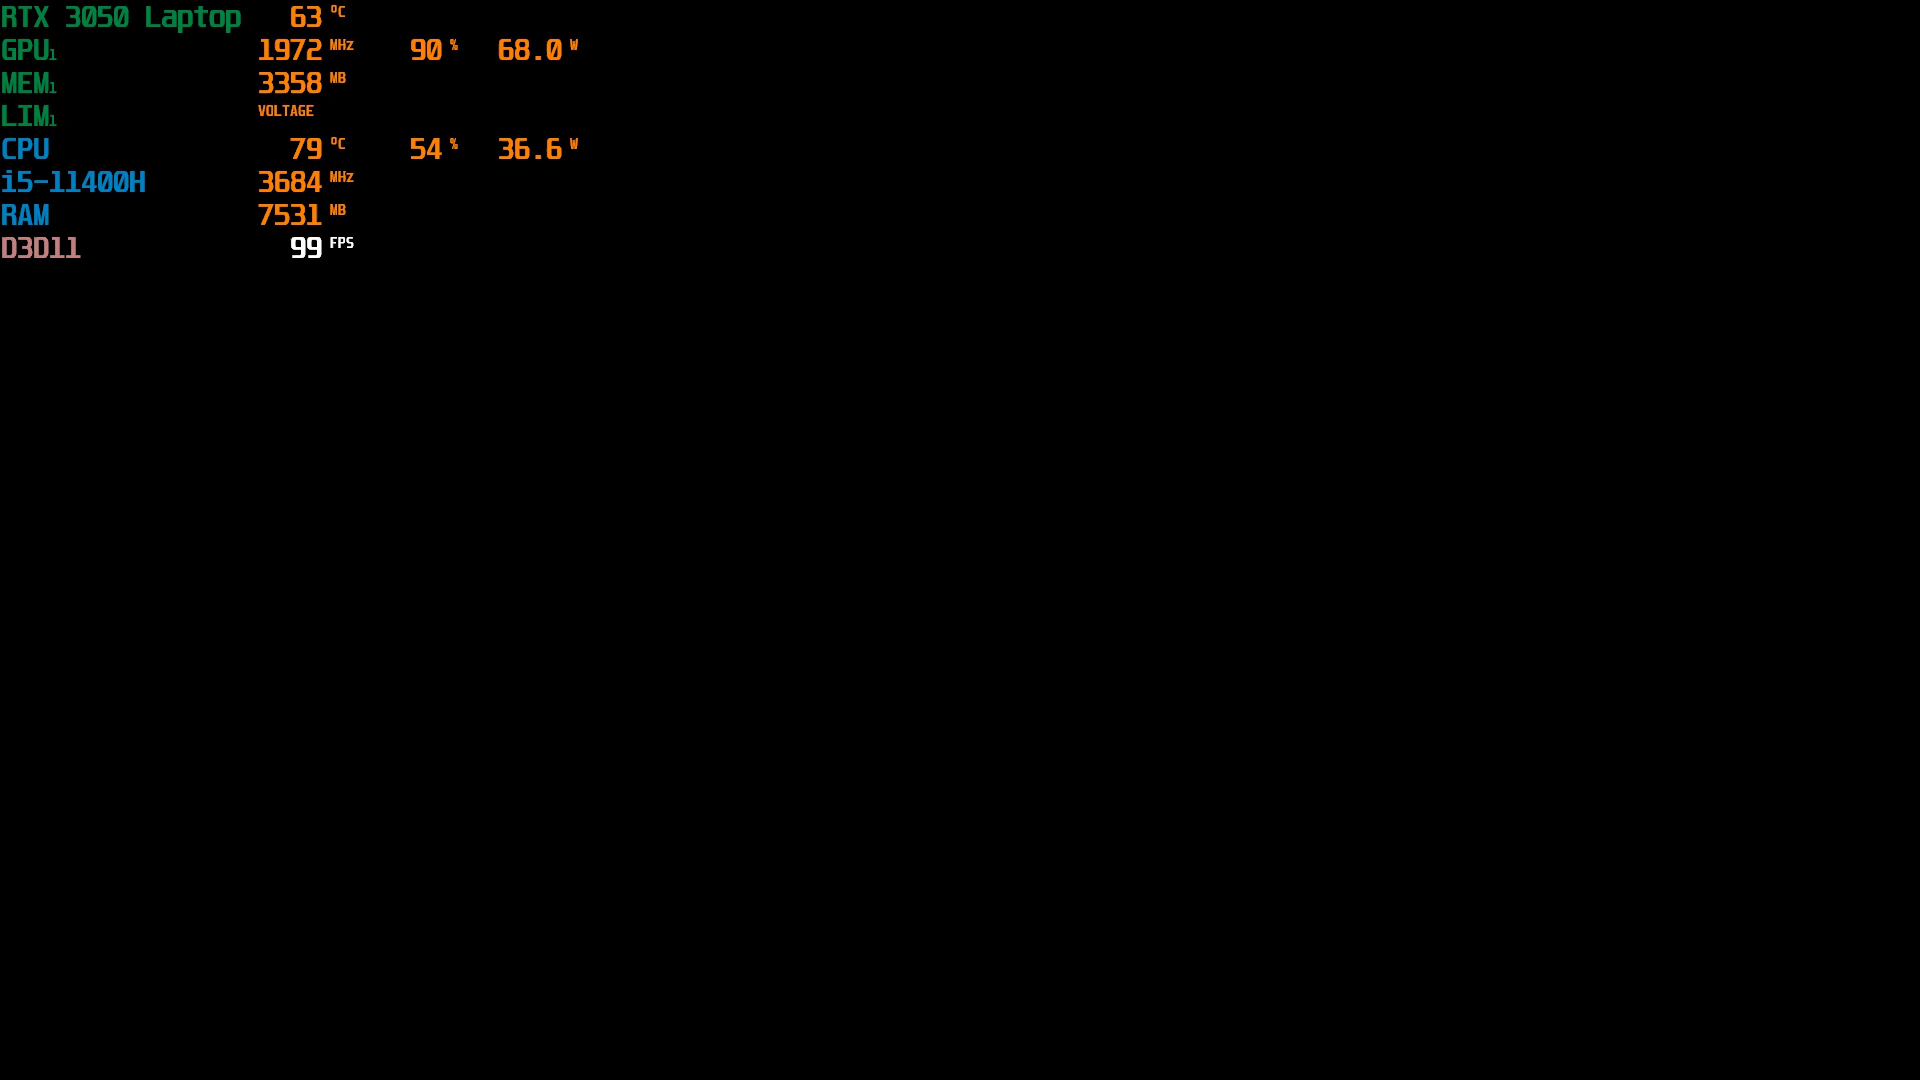 RTX 3050 Laptop 63 °C
GPU1 1972 MHz 90 % 68.0 W
MEM1 3358 MB
LIM1 VOLTAGE
CPU 79 °C 54 % 36.6 W
i5-11400H 3684 MHz
RAM 7531 MB
D3D11 99 FPS